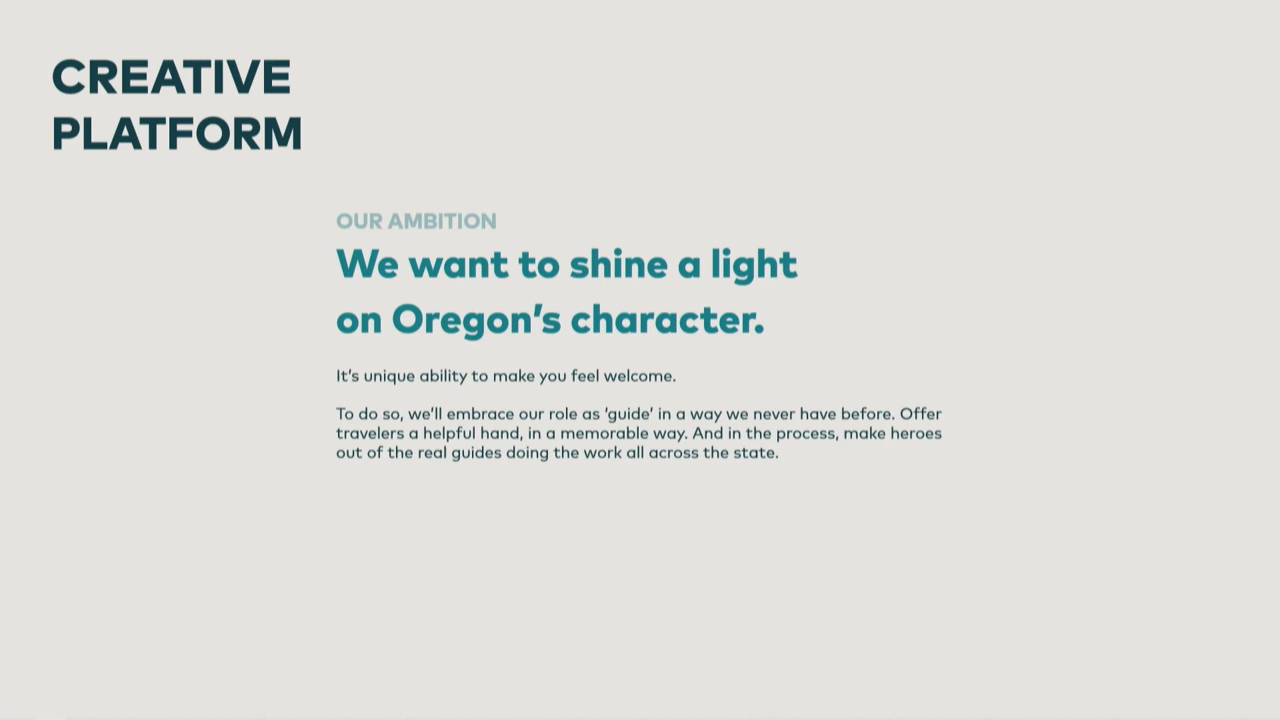 CREATIVE
PLATFORM
OUR AMBITION
We want to shine a light
on Oregon’s character.
It’s unique ability to make you feel welcome.
To do so, we’ll embrace our role as ‘guide’ in a way we never have before. Offer
travelers a helpful hand, in a memorable way. And in the process, make heroes
out of the real guides doing the work all across the state.